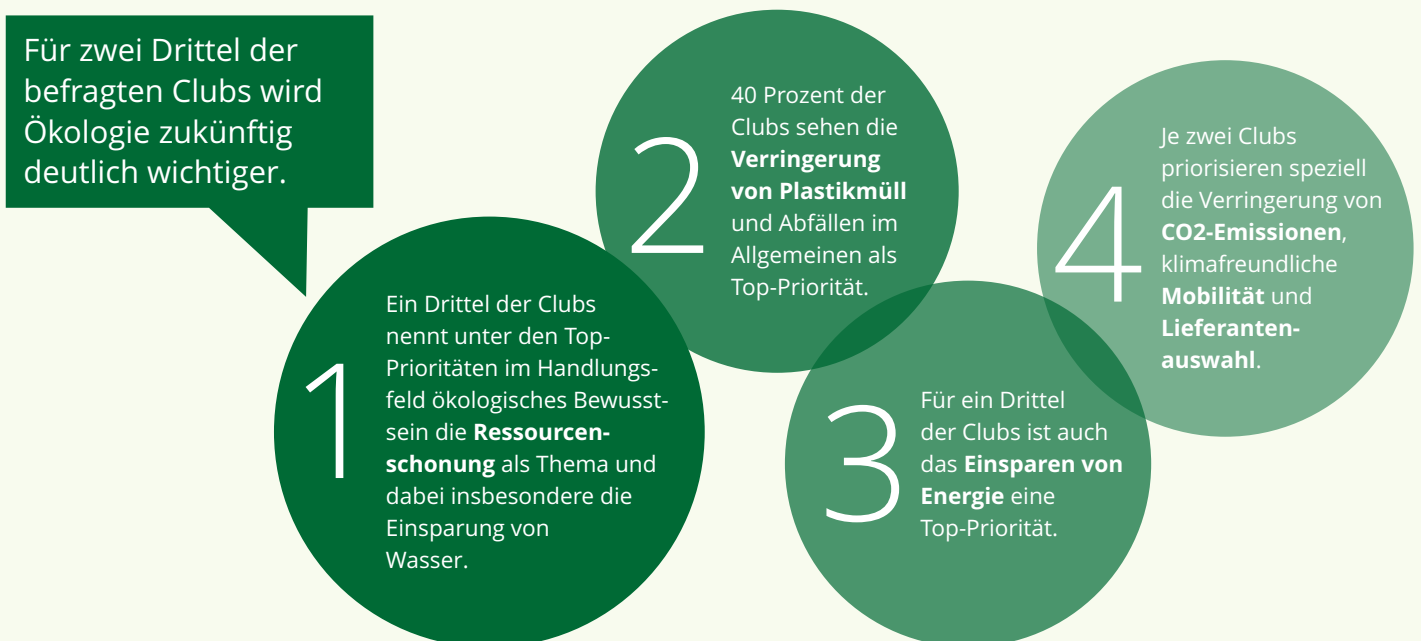 Für zwei Drittel der
befragten Clubs wird
Ökologie zukünftig
deutlich wichtiger.
1
Ein Drittel der Clubs
nennt unter den Top-
Prioritäten im Handlungs-
feld ökologisches Bewusst-
sein die Ressourcen-
schonung als Thema und
dabei insbesondere die
Einsparung von
Wasser.
2
40 Prozent der
Clubs sehen die
Verringerung
von Plastikmüll
und Abfällen im
Allgemeinen als
Top-Priorität.
3
Für ein Drittel
der Clubs ist auch
das Einsparen von
Energie eine
Top-Priorität.
4
Je zwei Clubs
priorisieren speziell
die Verringerung von
CO2-Emissionen,
klimafreundliche
Mobilität und
Lieferanten-
auswahl.